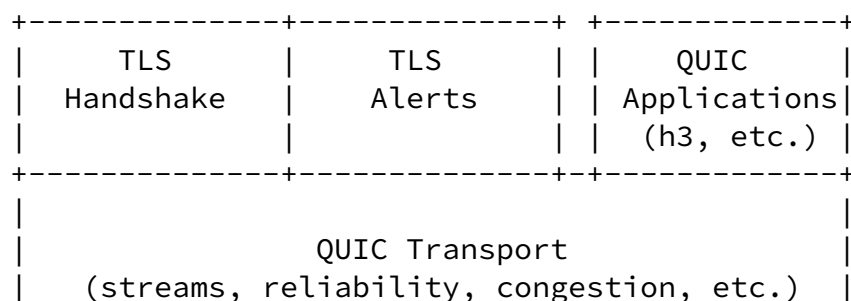 +--------------+--------------+ +-------------+
|     TLS      |     TLS      | |    QUIC     |
|  Handshake   |    Alerts    | | Applications|
|              |              | |  (h3, etc.) |
+--------------+--------------+-+-------------+
|                                             |
|                QUIC Transport               |
|   (streams, reliability, congestion, etc.)  |